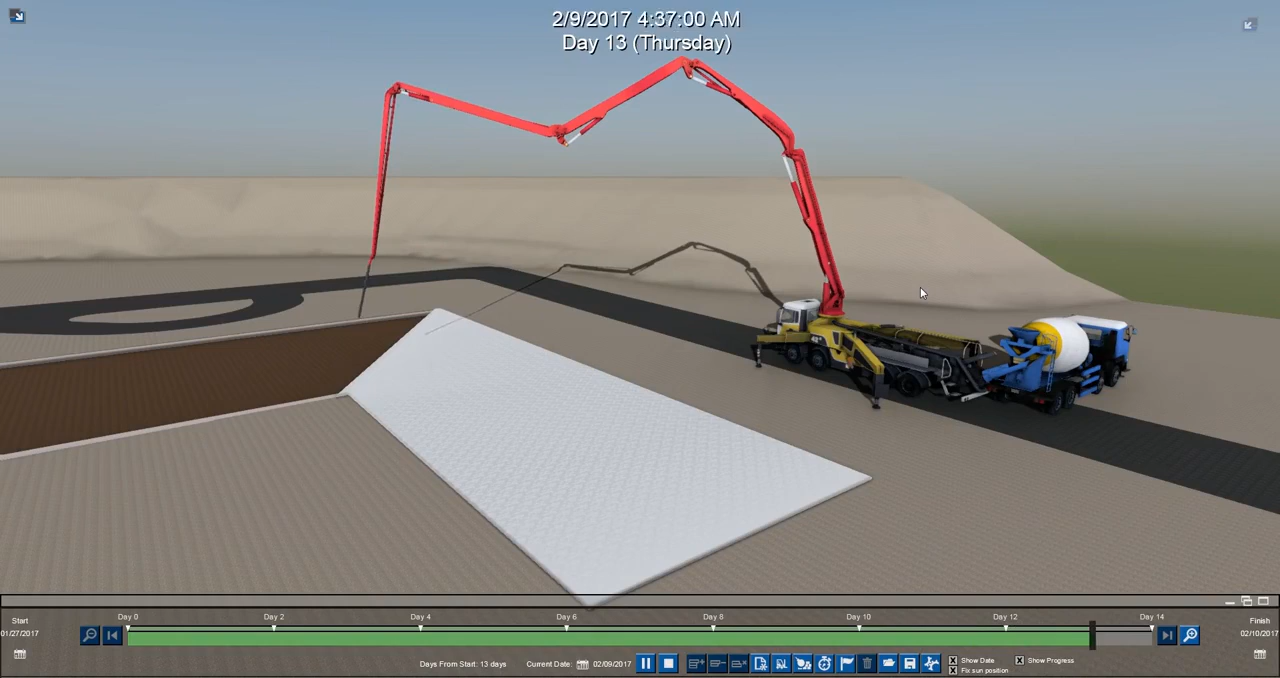 2/9/2017 4:37:00 AM
Day 13 (Thursday)
Day 0 Day 2 Day 4 Day 6 Day 8 Day 10 Day 12 Day 14
Start
01/27/2017
Finish
02/10/2017
Days From Start: 13 days
Current Date: 02/09/2017
Show Date
Fix sun position
Show Progress